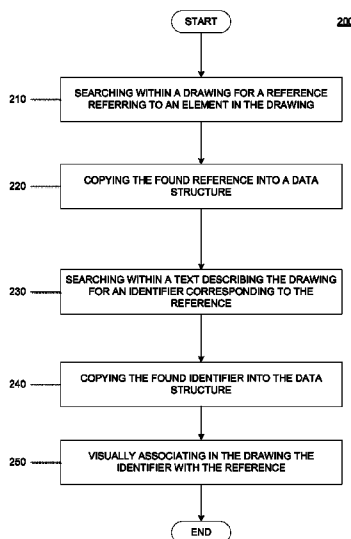 START
200
210
SEARCHING WITHIN A DRAWING FOR A REFERENCE
REFERRING TO AN ELEMENT IN THE DRAWING
220
COPYING THE FOUND REFERENCE INTO A DATA
STRUCTURE
230
SEARCHING WITHIN A TEXT DESCRIBING THE DRAWING
FOR AN IDENTIFIER CORRESPONDING TO THE
REFERENCE
240
COPYING THE FOUND IDENTIFIER INTO THE DATA
STRUCTURE
250
VISUALLY ASSOCIATING IN THE DRAWING THE
IDENTIFIER WITH THE REFERENCE
END